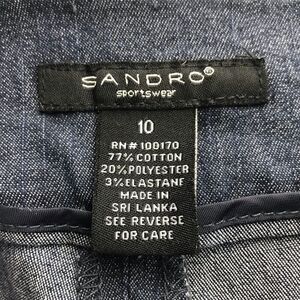 SANDRO®
sportswear
10
RN# 100170
77% COTTON
20% POLYESTER
3% ELASTANE
MADE IN
SRI LANKA
SEE REVERSE
FOR CARE